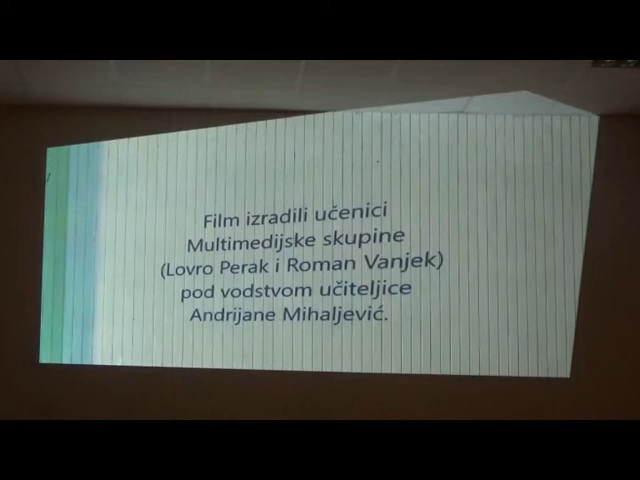 Film izradili učenici
Multimedijske skupine
(Lovro Perak i Roman Vanjek)
pod vodstvom učiteljice
Andrijane Mihaljević.